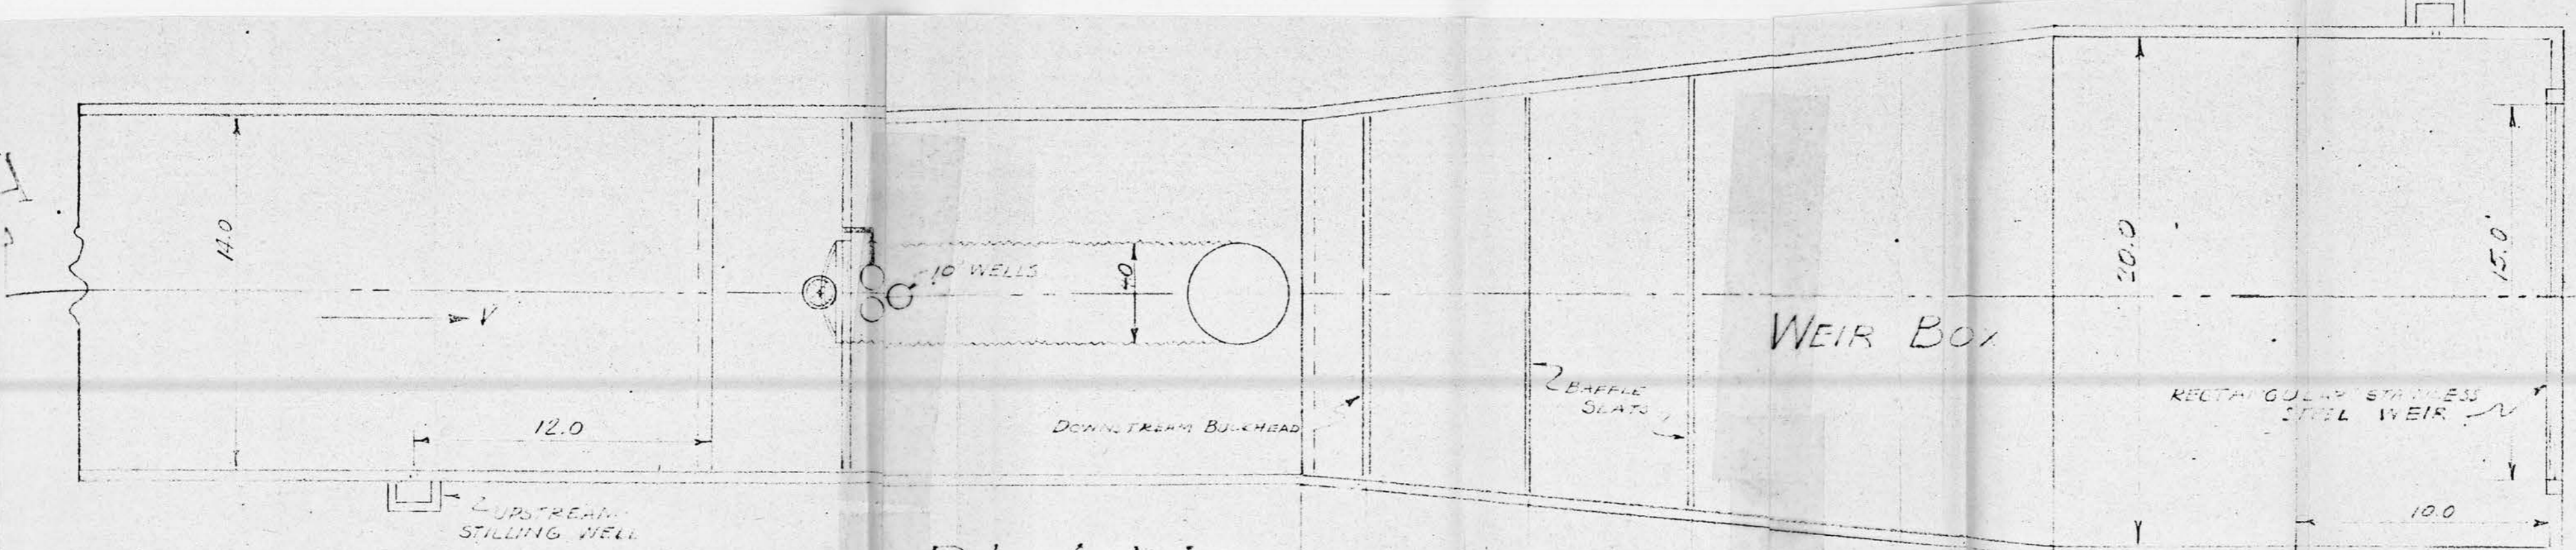 14.0
V
12.0
UPSTREAM
STILLING WELL
10" WELLS
4.0
DOWNSTREAM BULKHEAD
BAFFLE
SLATS
WEIR BOX
20.0
15.0'
RECTANGULAR STAINLESS
STEEL WEIR
10.0